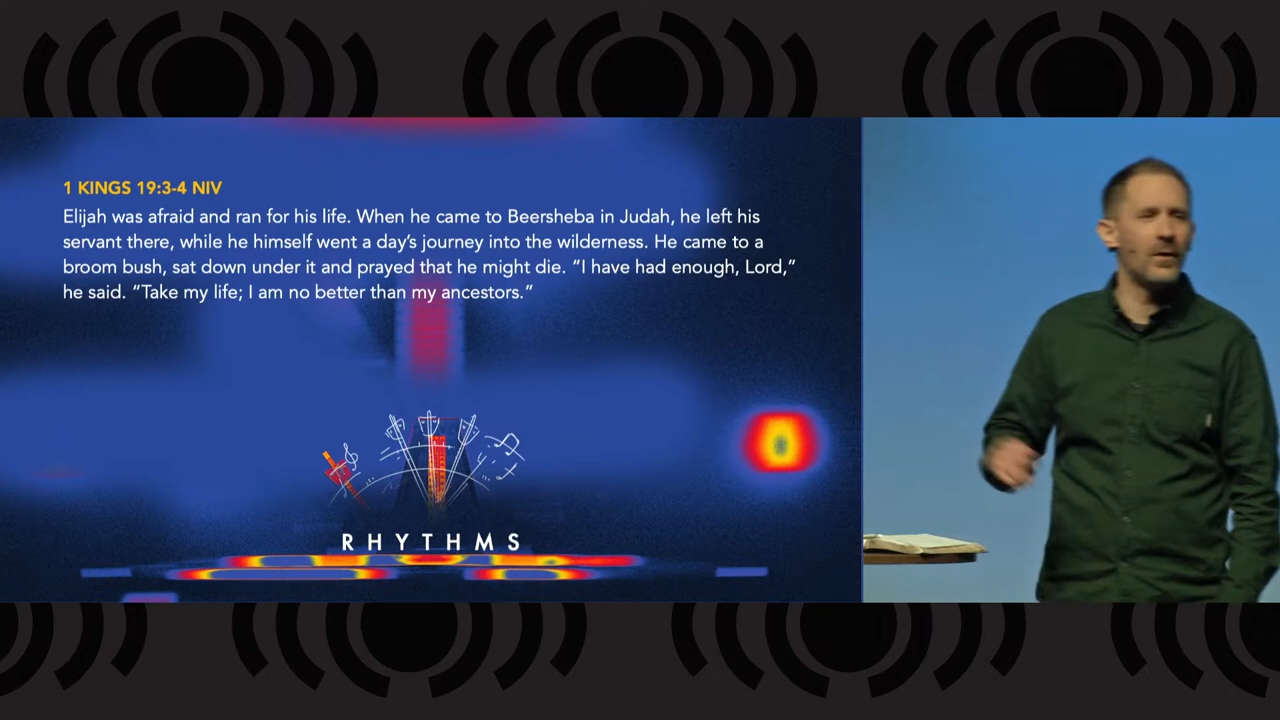 1 KINGS 19:3-4 NIV
Elijah was afraid and ran for his life. When he came to Beersheba in Judah, he left his
servant there, while he himself went a day’s journey into the wilderness. He came to a
broom bush, sat down under it and prayed that he might die. “I have had enough, Lord,”
he said. “Take my life; I am no better than my ancestors.”
RHYTHMS